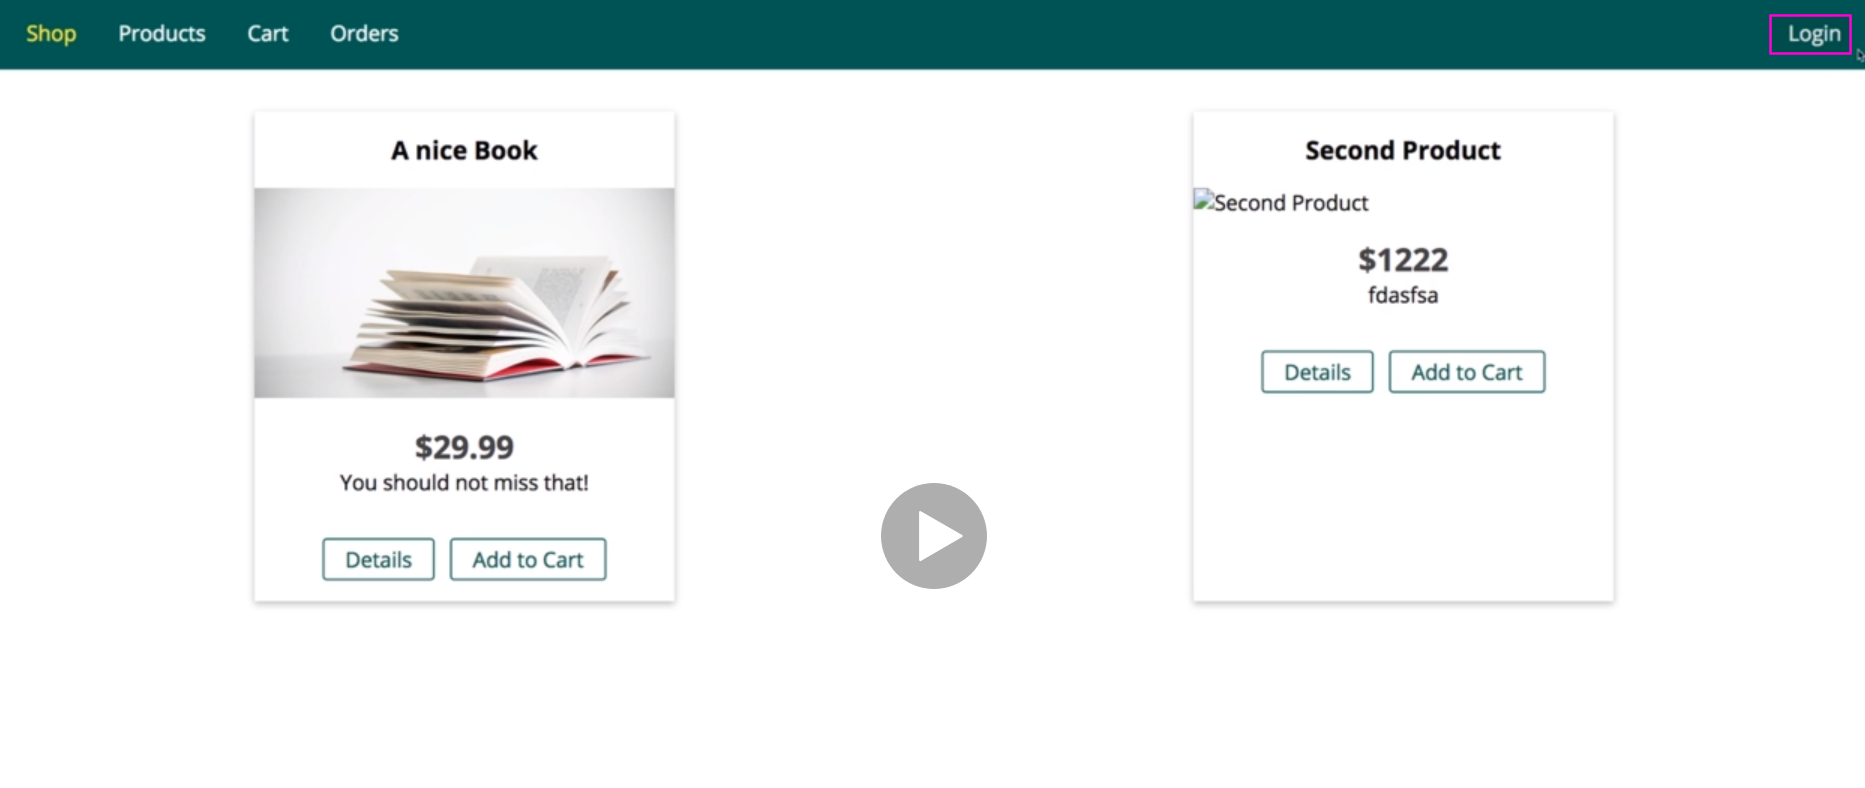 Shop Products Cart Orders Login
A nice Book
$29.99
You should not miss that!
Details Add to Cart
Second Product
Second Product
$1222
fdasfsa
Details Add to Cart